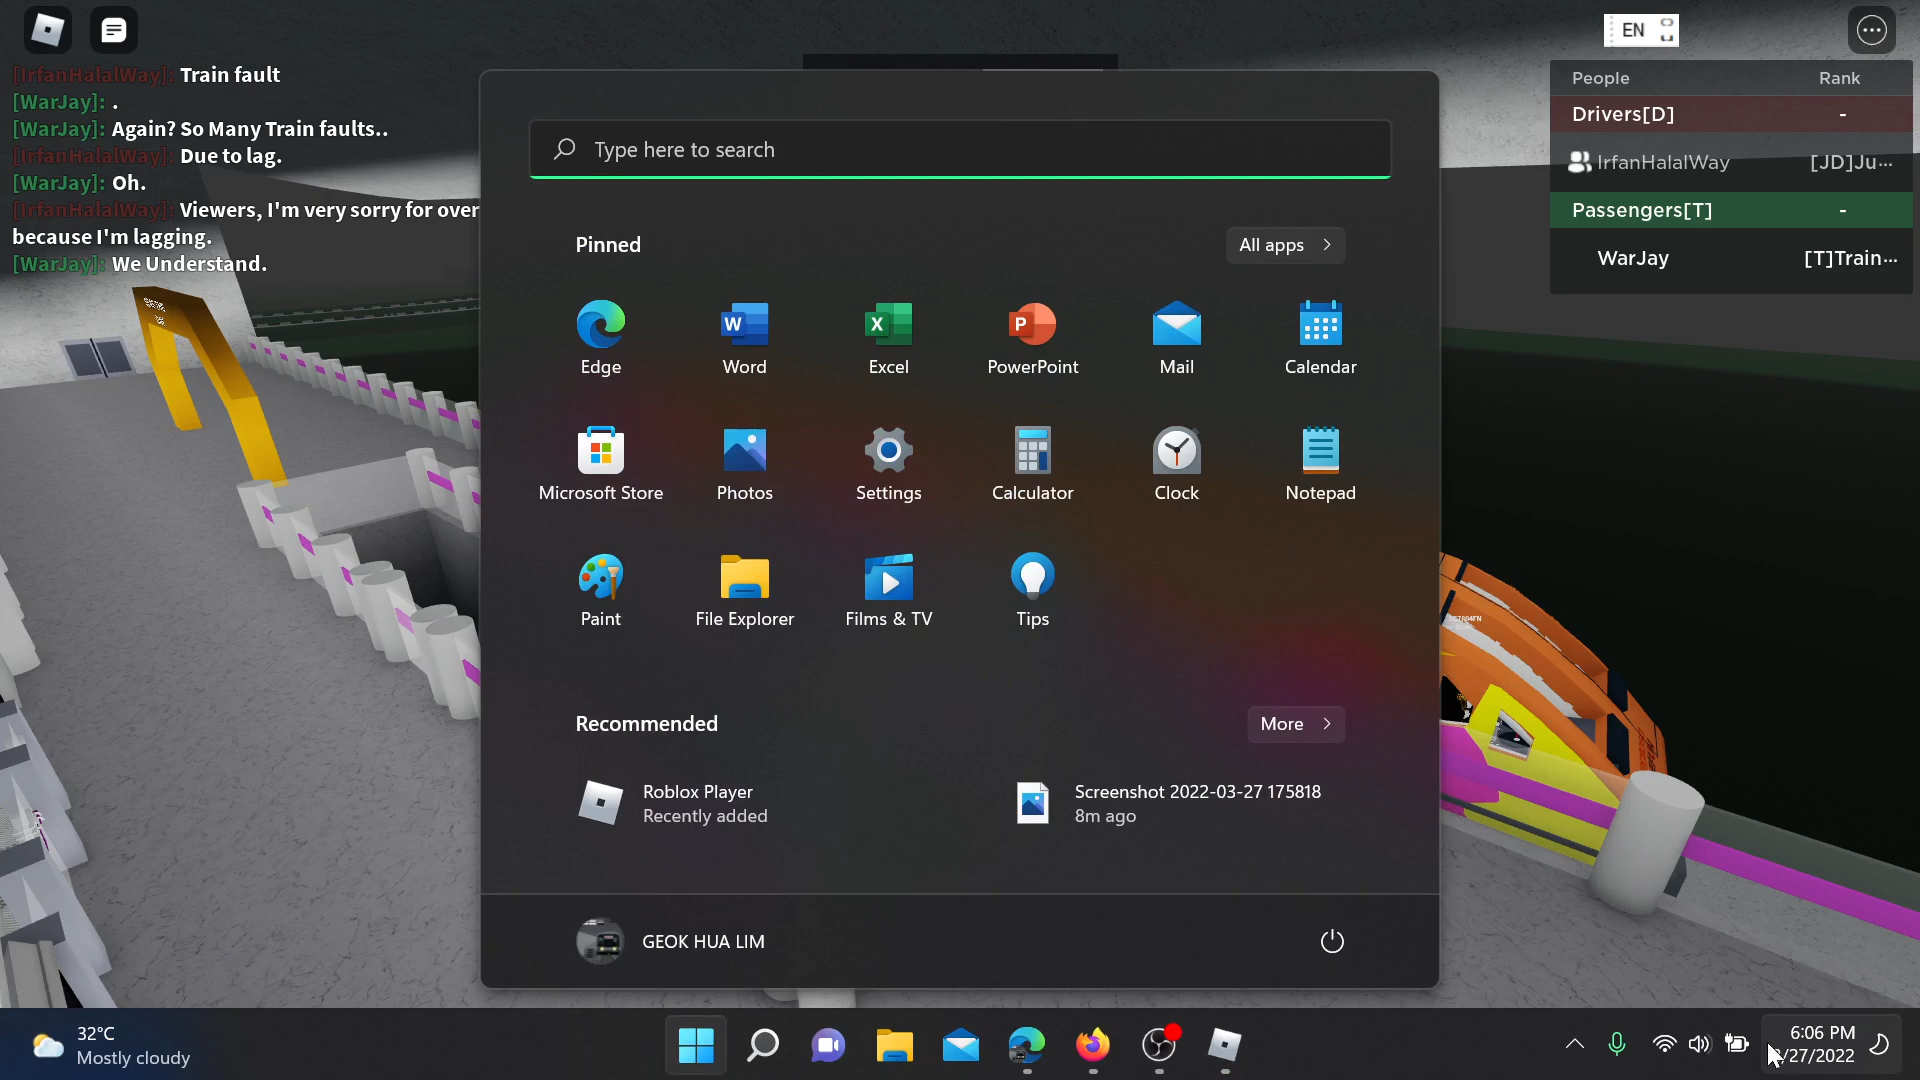 [IrfanHalalWay]: Train fault
[WarJay]: .
[WarJay]: Again? So Many Train faults..
[IrfanHalalWay]: Due to lag.
[WarJay]: Oh.
[IrfanHalalWay]: Viewers, I'm very sorry for over
because I'm lagging.
[WarJay]: We Understand.
EN
People Rank
Drivers[D] -
IrfanHalalWay [JD]Ju...
Passengers[T] -
WarJay [T]Train...
Type here to search
Pinned
All apps
Edge
Word
Excel
PowerPoint
Mail
Calendar
Microsoft Store
Photos
Settings
Calculator
Clock
Notepad
Paint
File Explorer
Films & TV
Tips
Recommended
More
Roblox Player
Recently added
Screenshot 2022-03-27 175818
8m ago
GEOK HUA LIM
32°C
Mostly cloudy
6:06 PM
/27/2022